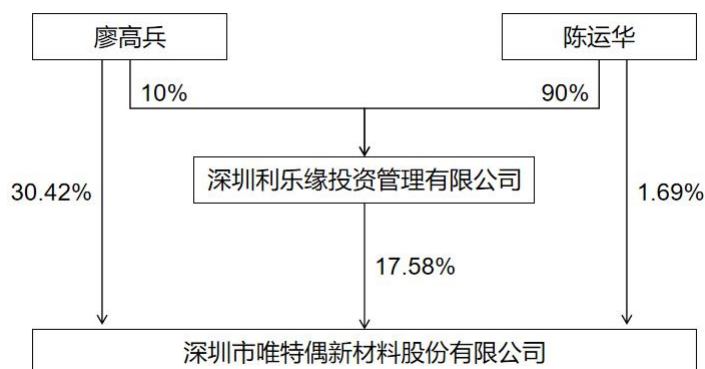 廖高兵
陈运华
10%
90%
深圳利乐缘投资管理有限公司
30.42%
1.69%
17.58%
深圳市唯特偶新材料股份有限公司